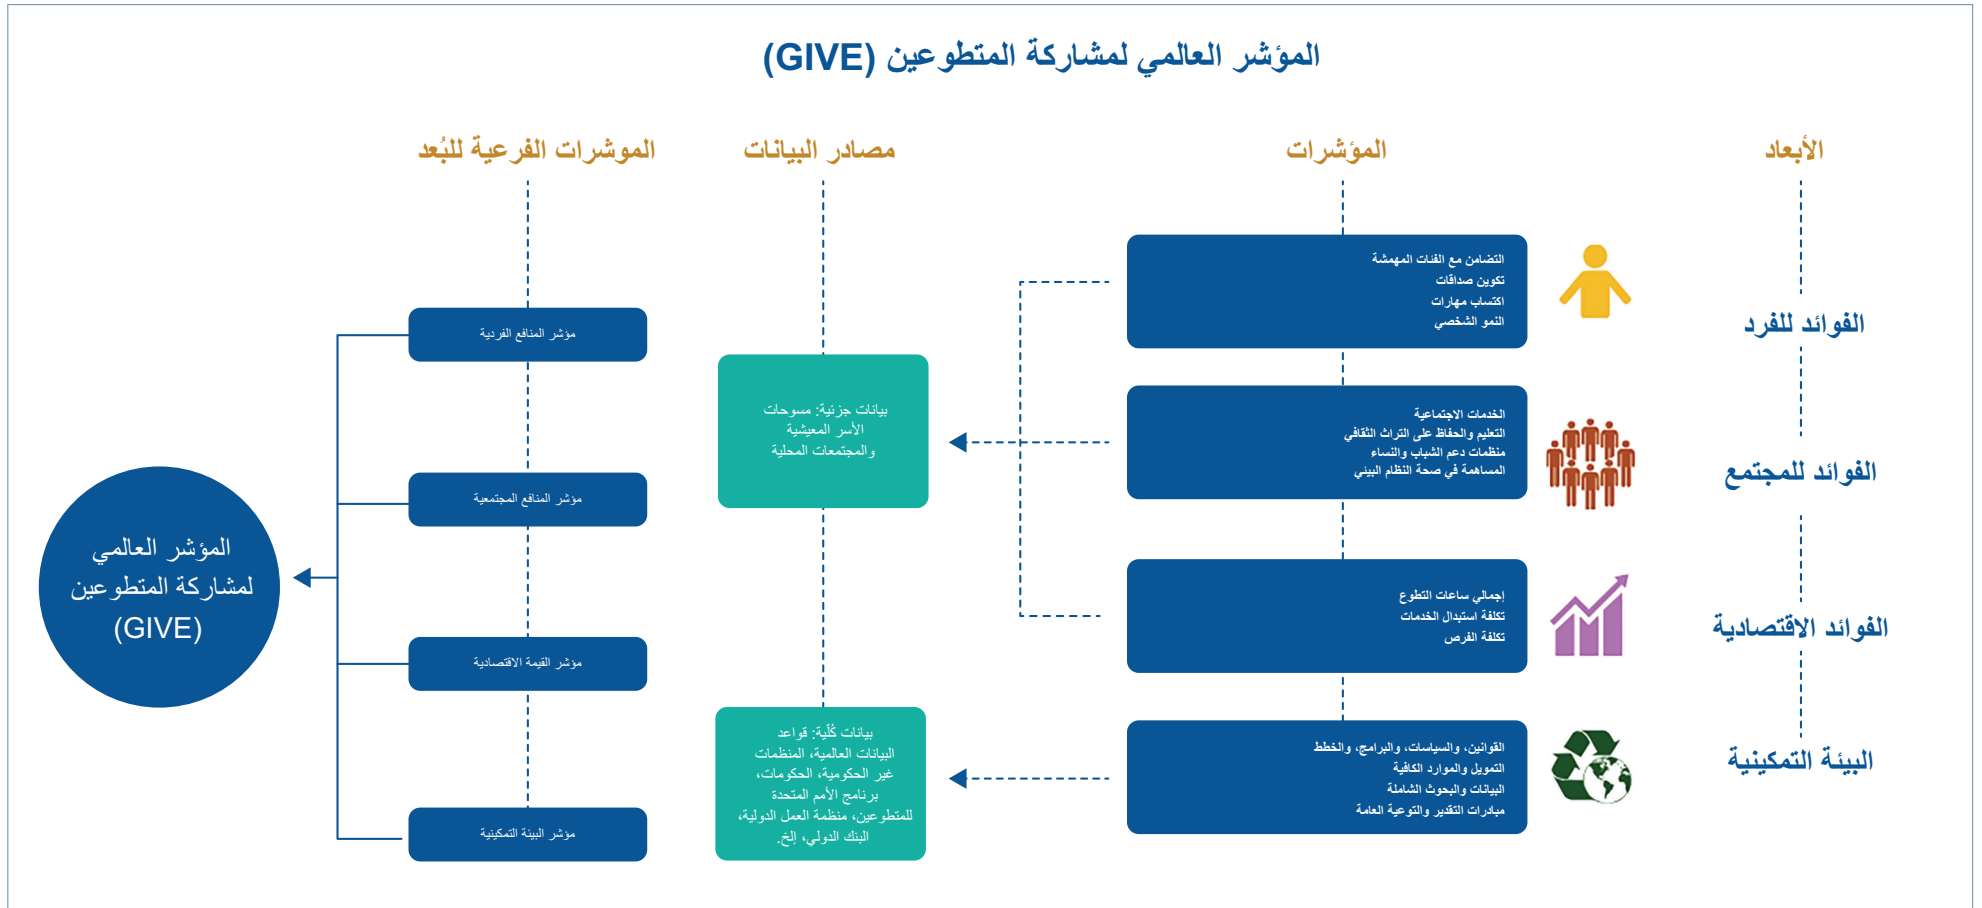 المؤشر العالمي لمشاركة المتطوعين (GIVE)
الأبعاد
المؤشرات
مصادر البيانات
الموشرات الفرعية للبُعد
الفوائد للفرد
التضامن مع الفئات المهمشة
تكوين صداقات
اكتساب مهارات
النمو الشخصي
الفوائد للمجتمع
الخدمات الاجتماعية
التعليم والحفاظ على التراث الثقافي
منظمات دعم الشباب والنساء
المساهمة في صحة النظام البيئي
الفوائد الاقتصادية
إجمالي ساعات التطوع
تكلفة استبدال الخدمات
تكلفة الفرص
البيئة التمكينية
القوانين، والسياسات، والبرامج، والخطط
التمويل والموارد الكافية
البيانات والبحوث الشاملة
مبادرات التقدير والتوعية العامة
بيانات جزئية: مسوحات
الأسر المعيشية
والمجتمعات المحلية
بيانات كُلّية: قواعد
البيانات العالمية، المنظمات
غير الحكومية، الحكومات،
برنامج الأمم المتحدة
للمتطوعين، منظمة العمل الدولية،
البنك الدولي، إلخ.
مؤشر المنافع الفردية
مؤشر المنافع المجتمعية
مؤشر القيمة الاقتصادية
مؤشر البيئة التمكينية
المؤشر العالمي
لمشاركة المتطوعين
(GIVE)